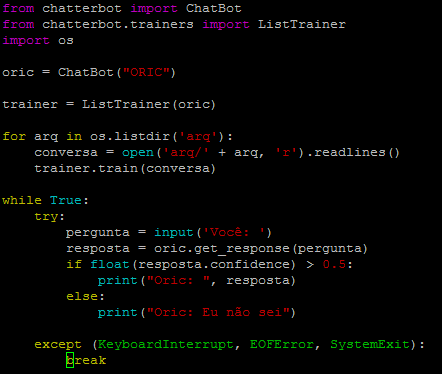 from chatterbot import ChatBot
from chatterbot.trainers import ListTrainer
import os
oric = ChatBot("ORIC")
trainer = ListTrainer(oric)
for arq in os.listdir('arq'):
    conversa = open('arq/' + arq, 'r').readlines()
    trainer.train(conversa)
while True:
    try:
        pergunta = input('Você: ')
        resposta = oric.get_response(pergunta)
        if float(resposta.confidence) > 0.5:
            print("Oric: ", resposta)
        else:
            print("Oric: Eu não sei")
    except (KeyboardInterrupt, EOFError, SystemExit):
        break